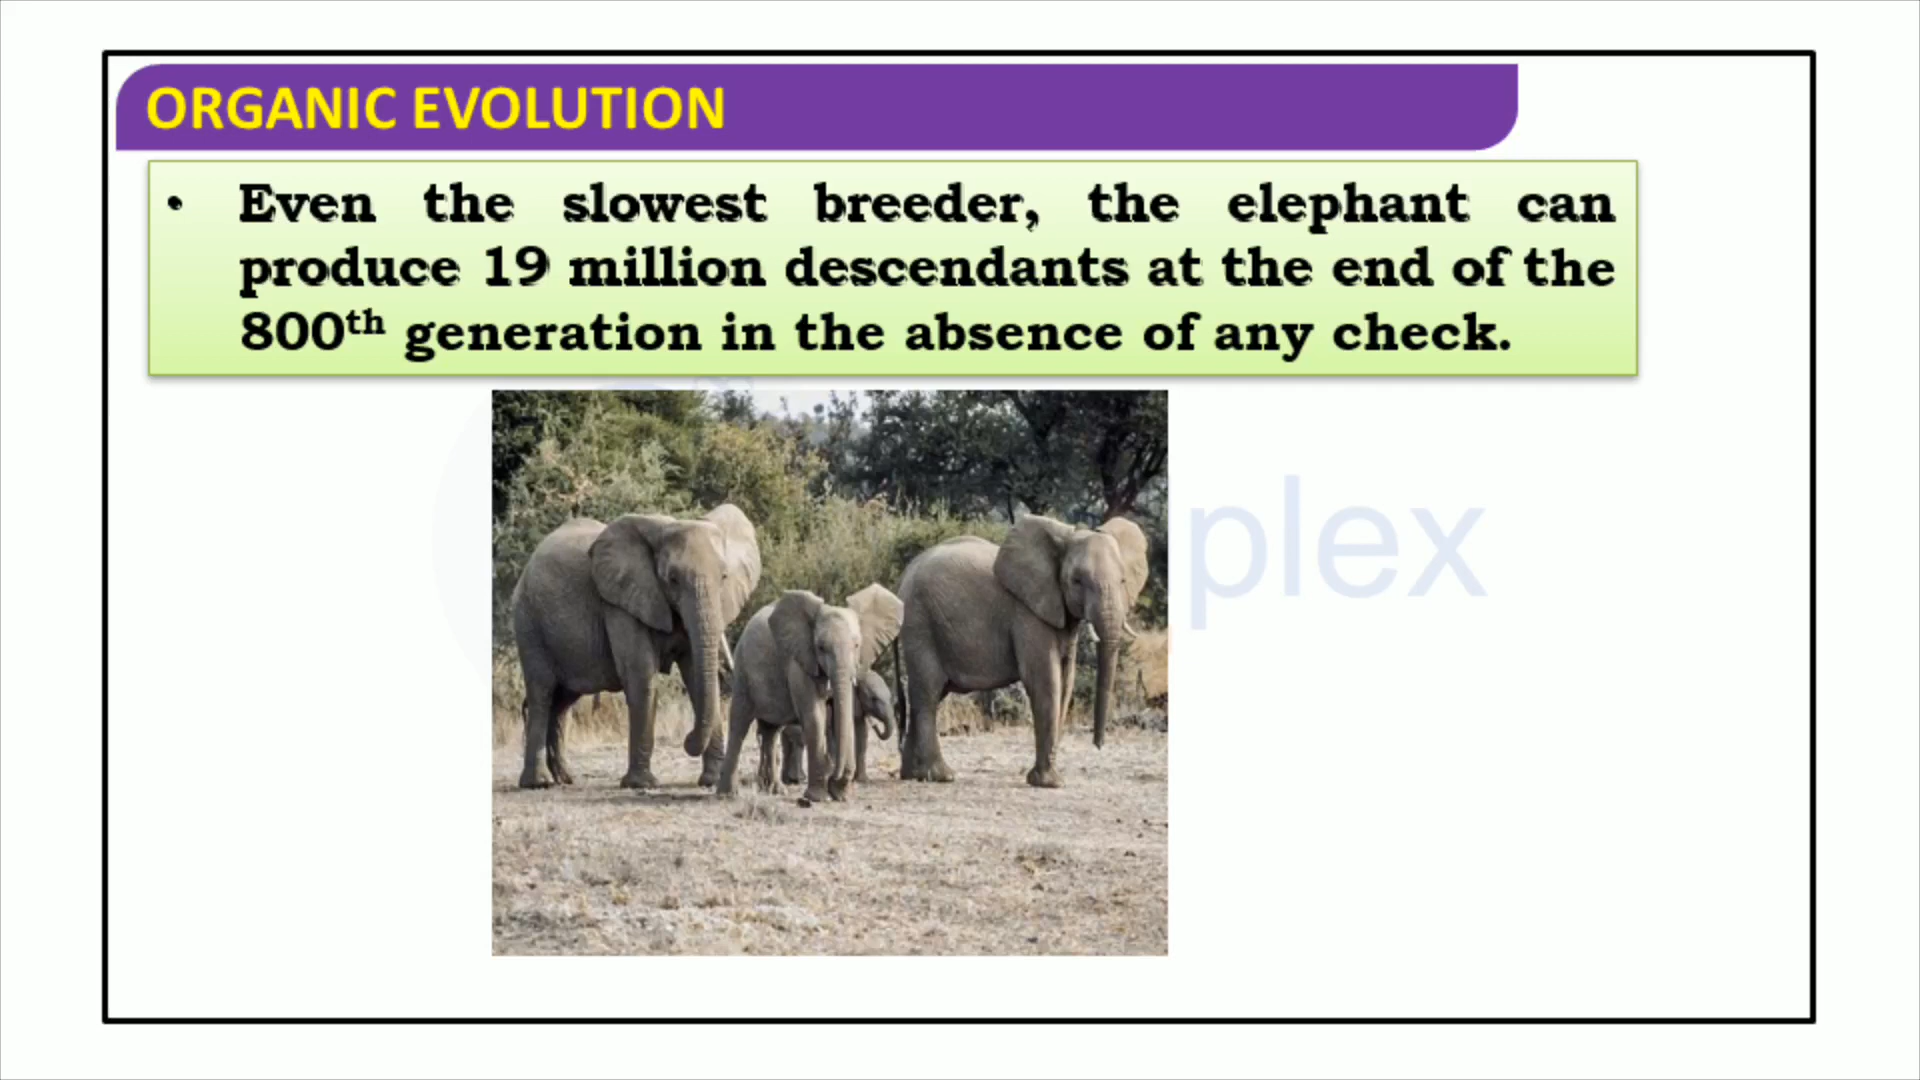 ORGANIC EVOLUTION
• Even the slowest breeder, the elephant can
produce 19 million descendants at the end of the
800th generation in the absence of any check.
plex